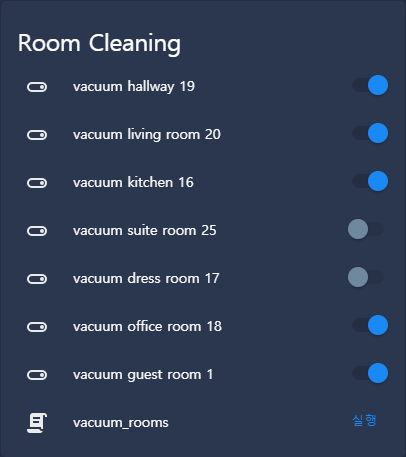 Room Cleaning
vacuum hallway 19
vacuum living room 20
vacuum kitchen 16
vacuum suite room 25
vacuum dress room 17
vacuum office room 18
vacuum guest room 1
vacuum_rooms 실행